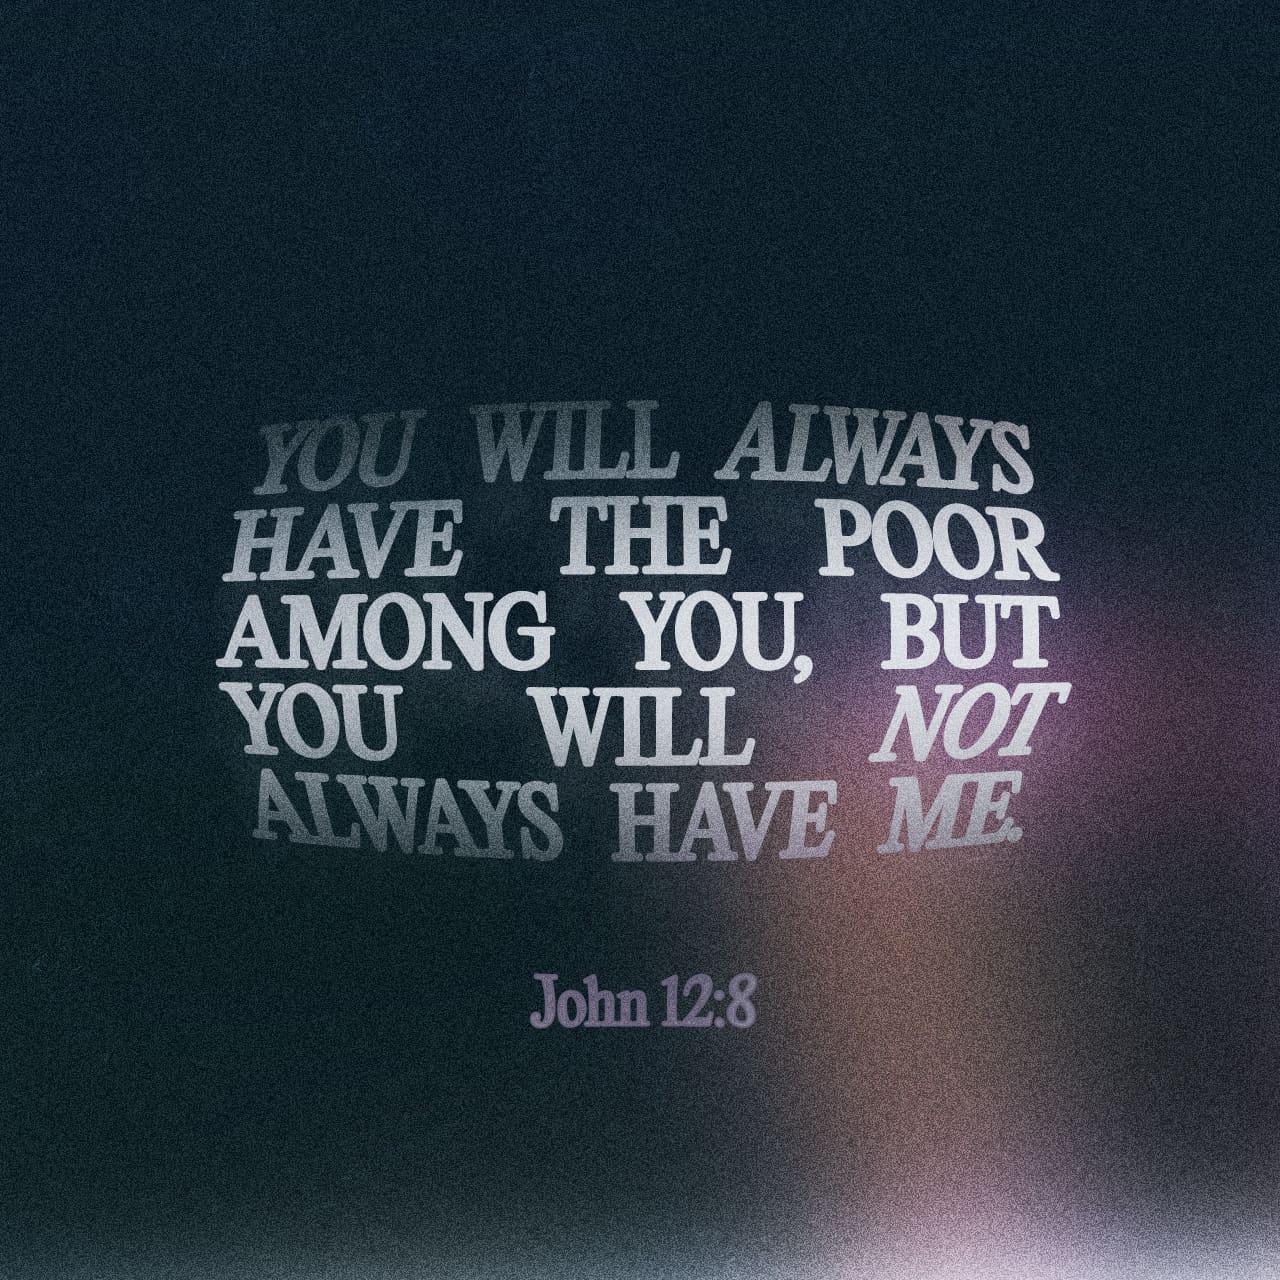 YOU WILL ALWAYS
HAVE THE POOR
AMONG YOU, BUT
YOU WILL NOT
ALWAYS HAVE ME.
John 12:8